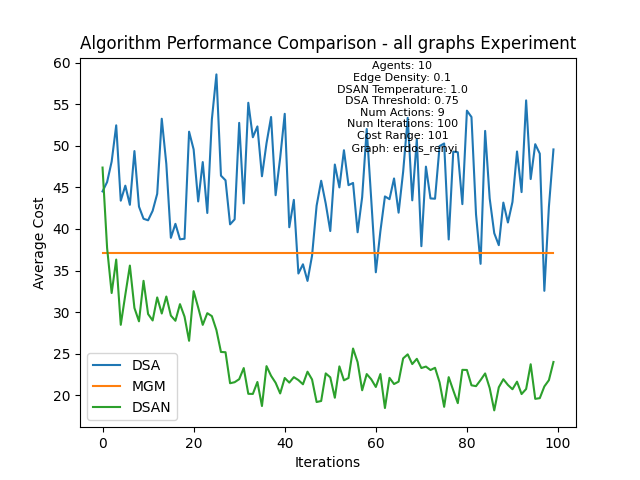 Algorithm Performance Comparison - all graphs Experiment
Agents: 10
Edge Density: 0.1
DSAN Temperature: 1.0
DSA Threshold: 0.75
Num Actions: 9
Num Iterations: 100
Cost Range: 101
Graph: erdos_renyi
60
55
50
45
40
35
30
25
20
Average Cost
DSA
MGM
DSAN
0
20
40
60
80
100
Iterations